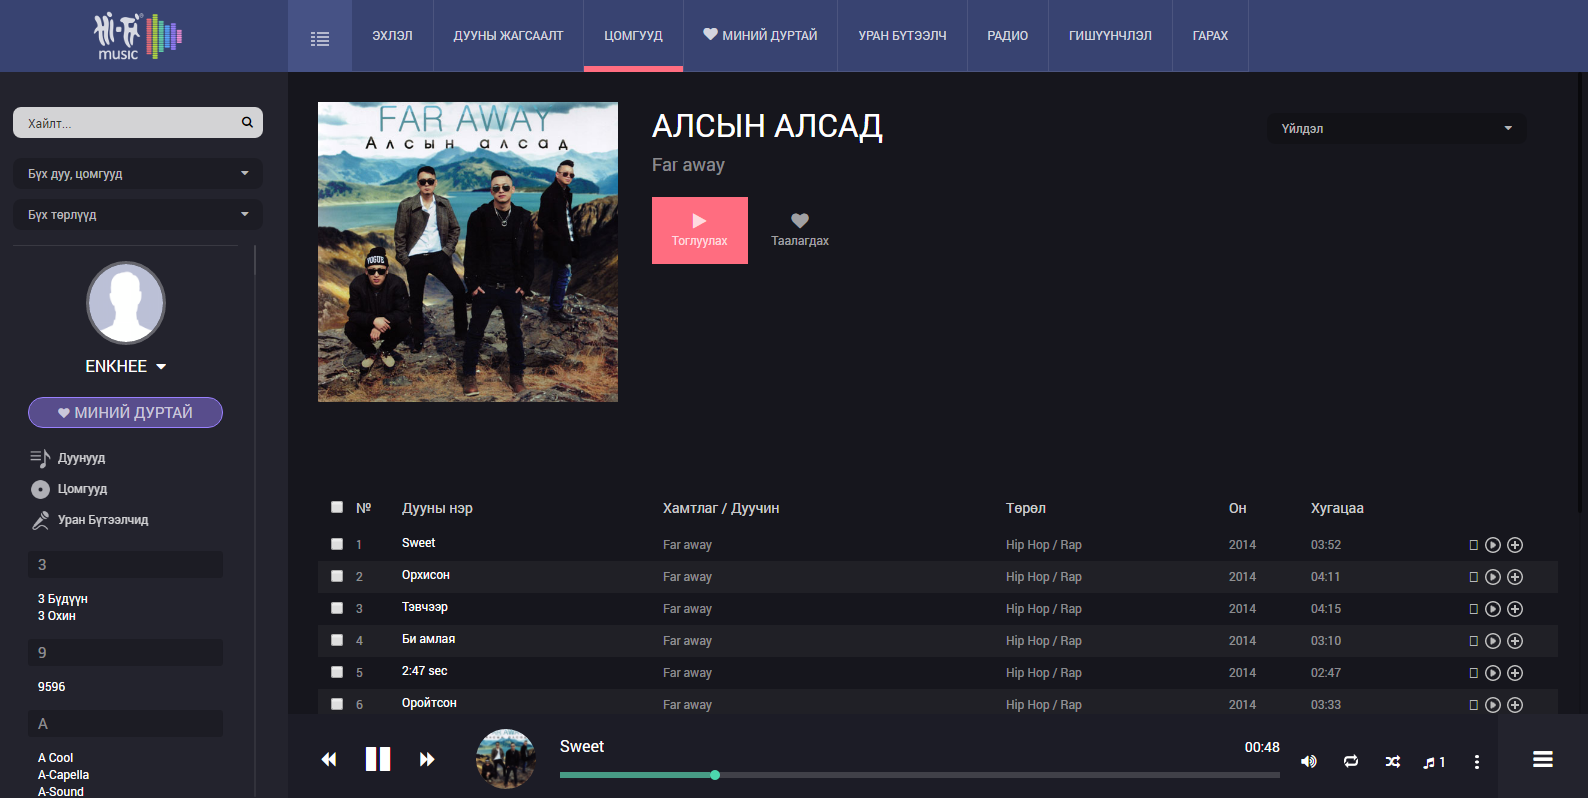 Hi-Fi music
ЭХЛЭЛ
ДУУНЫ ЖАГСААЛТ
ЦОМГУУД
МИНИЙ ДУРТАЙ
УРАН БҮТЭЭЛЧ
РАДИО
ГИШҮҮНЧЛЭЛ
ГАРАХ
Хайлт...
Бүх дуу, цомгууд
Бүх төрлүүд
ENKHEE
МИНИЙ ДУРТАЙ
Дуунууд
Цомгууд
Уран Бүтээлчид
3
3 Бүдүүн
3 Охин
9
9596
A
A Cool
A-Capella
A-Sound
FAR AWAY
Алсын алсад
VOGUE
АЛСЫН АЛСАД
Far away
Үйлдэл
Тоглуулах
Таалагдах
№ Дууны нэр Хамтлаг / Дуучин Төрөл Он Хугацаа
1 Sweet Far away Hip Hop / Rap 2014 03:52
2 Орхисон Far away Hip Hop / Rap 2014 04:11
3 Тэвчээр Far away Hip Hop / Rap 2014 04:15
4 Би амлая Far away Hip Hop / Rap 2014 03:10
5 2:47 sec Far away Hip Hop / Rap 2014 02:47
6 Оройтсон Far away Hip Hop / Rap 2014 03:33
Sweet
00:48
1